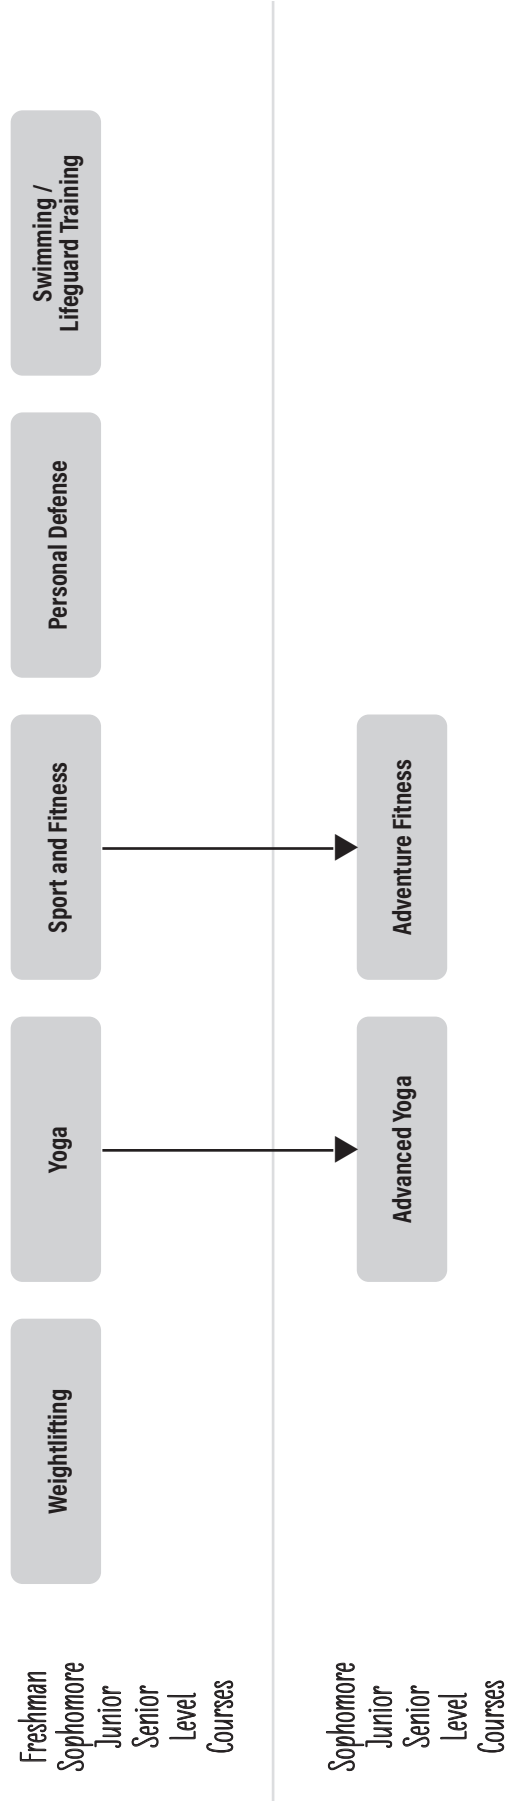 Freshman
Sophomore
Junior
Senior
Level
Courses
Weightlifting
Yoga
Sport and Fitness
Personal Defense
Swimming /
Lifeguard Training
Sophomore
Junior
Senior
Level
Courses
Advanced Yoga
Adventure Fitness